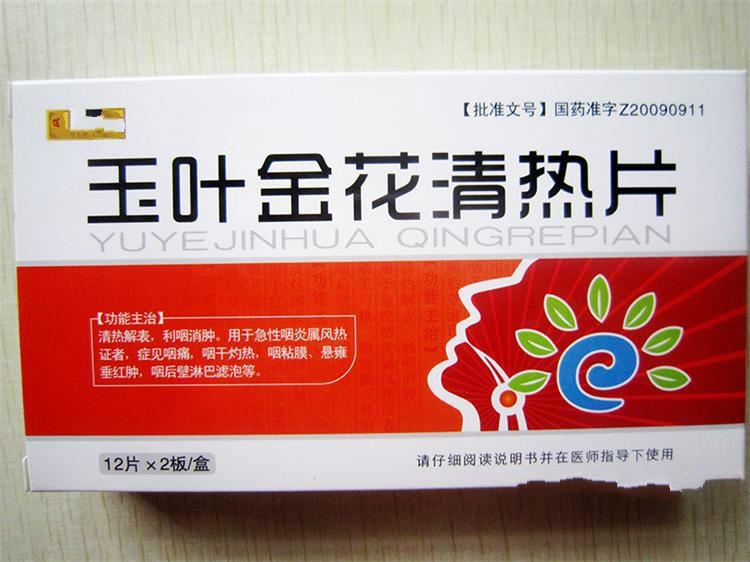 【批准文号】国药准字Z20090911
玉叶金花清热片
YUYEJINHUA QINGREPIAN
【功能主治】
清热解表，利咽消肿。用于急性咽炎属风热
证者，症见咽痛，咽干灼热，咽粘膜、悬雍
垂红肿，咽后壁淋巴滤泡等。
12片×2板/盒
请仔细阅读说明书并在医师指导下使用